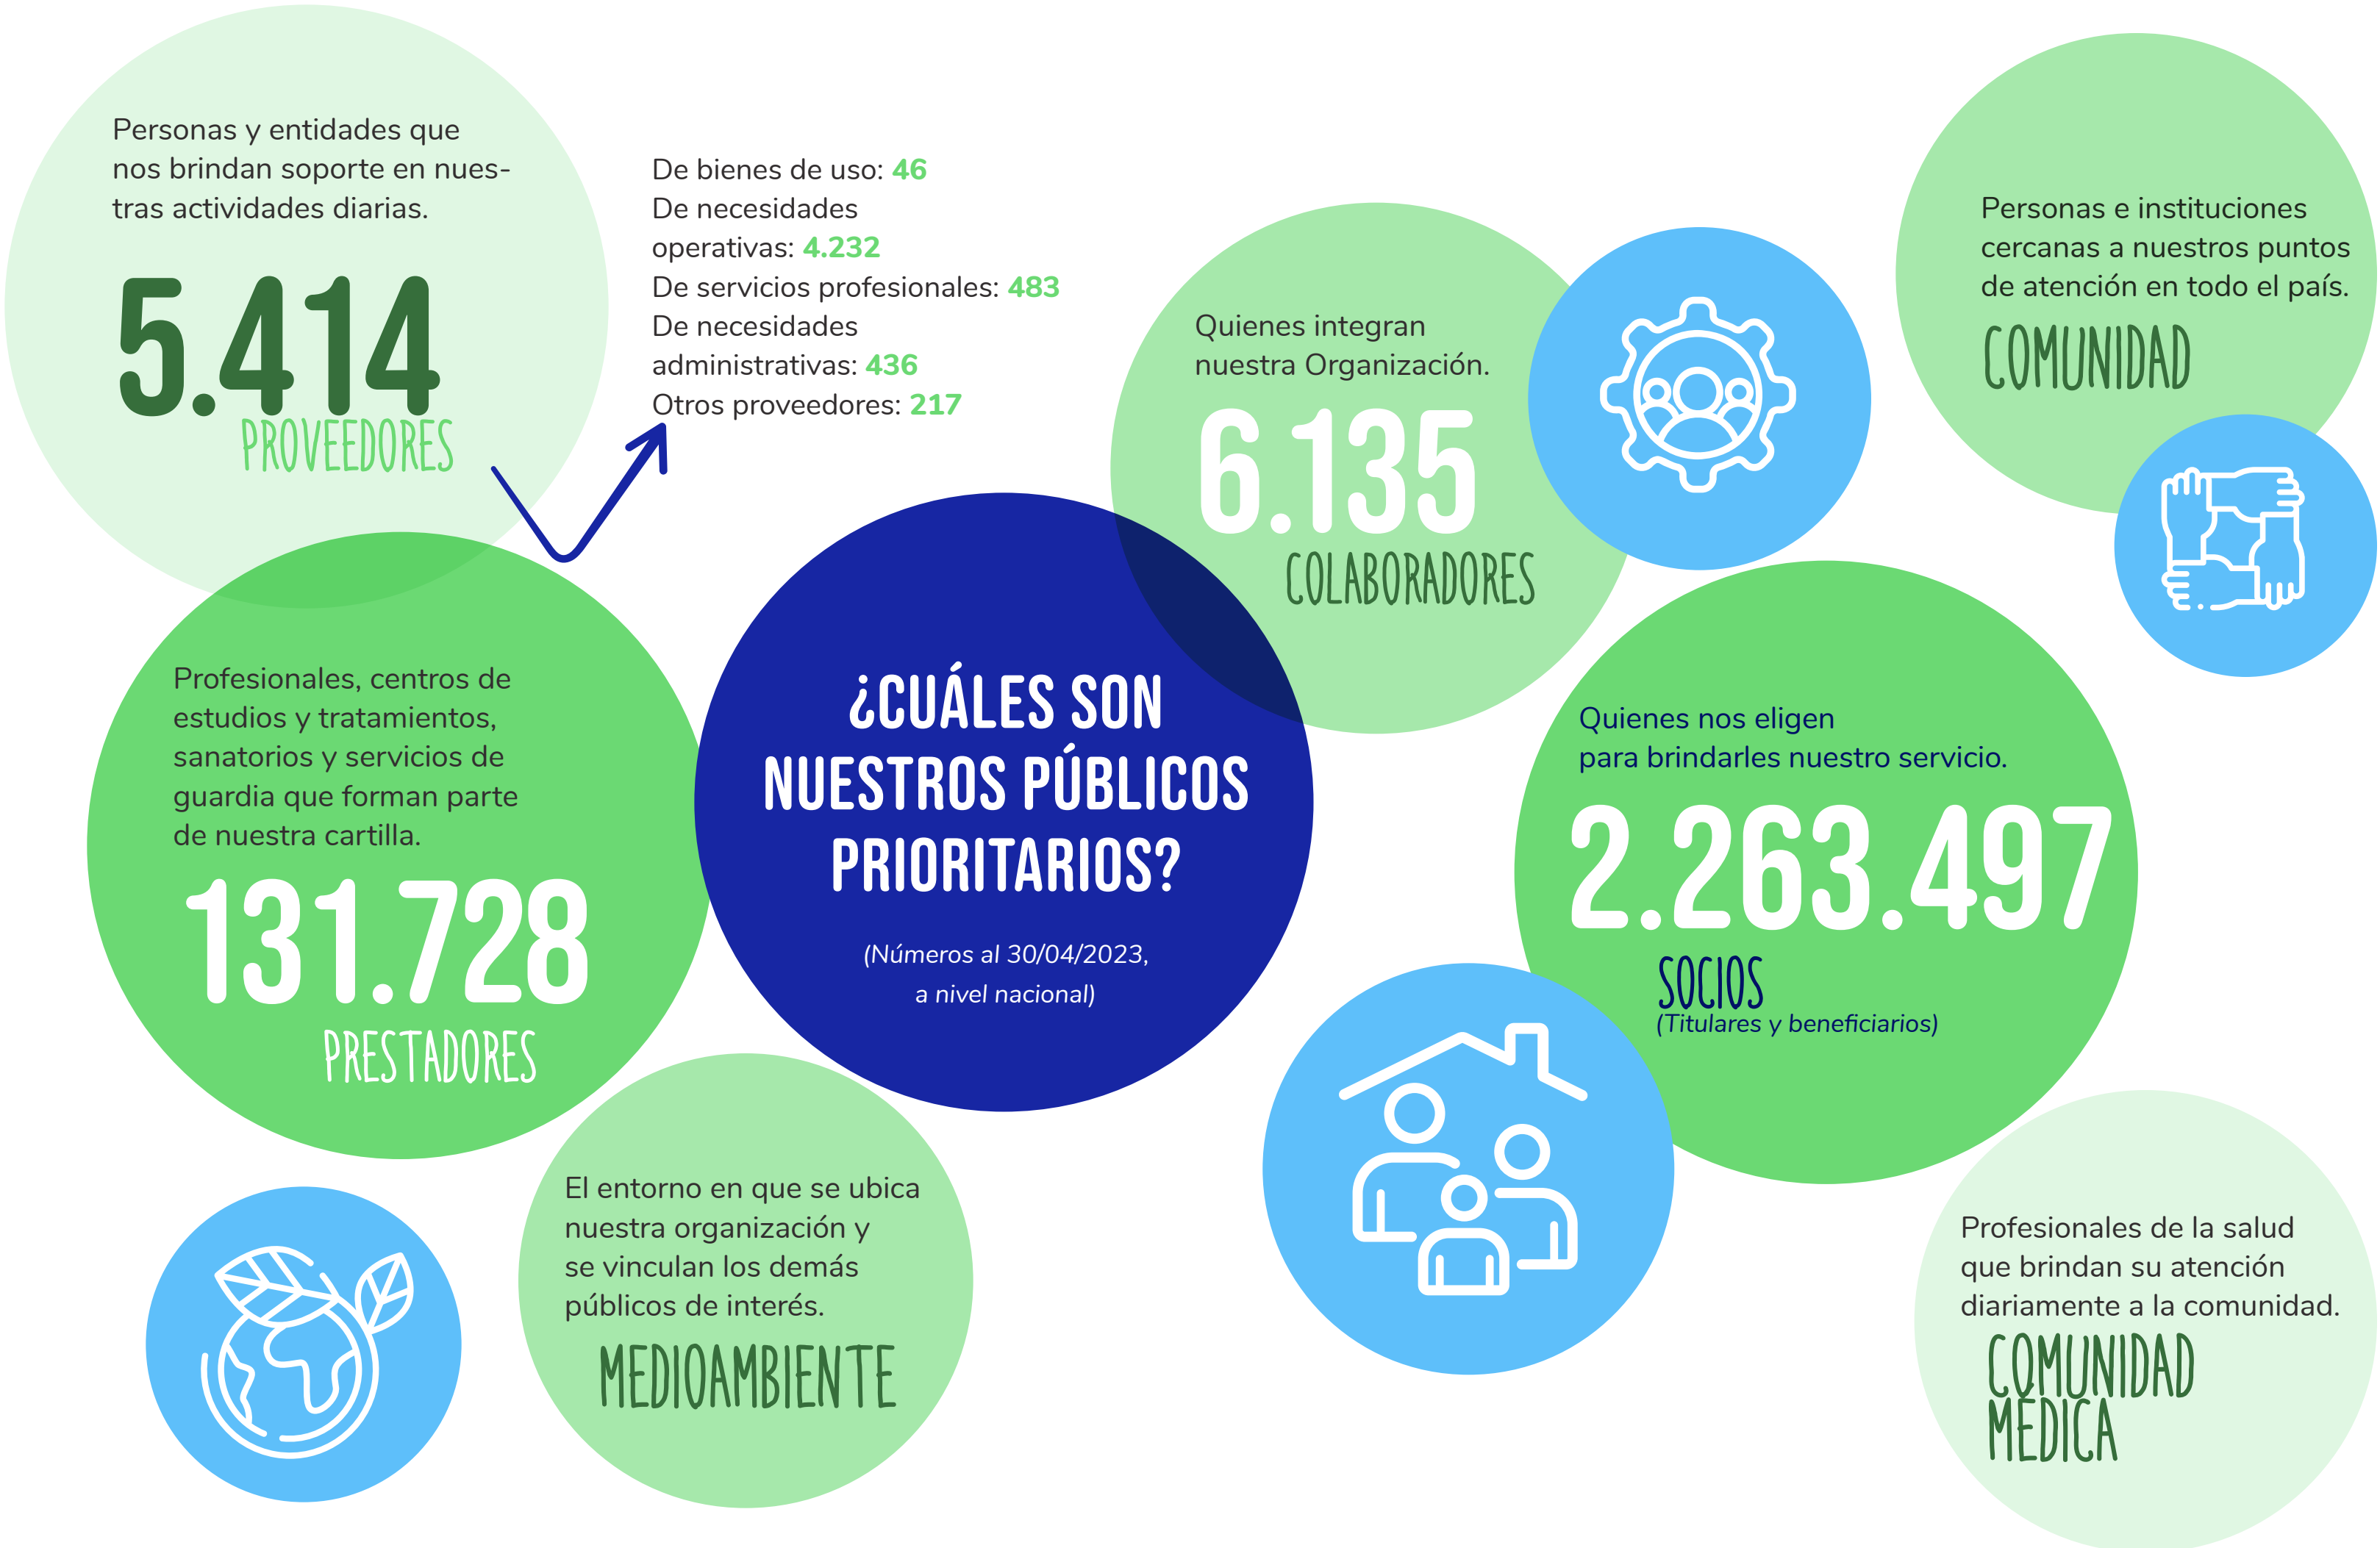 Personas y entidades que
nos brindan soporte en nues-
tras actividades diarias.
5.414
PROVEEDORES
De bienes de uso: 46
De necesidades
operativas: 4.232
De servicios profesionales: 483
De necesidades
administrativas: 436
Otros proveedores: 217
Quienes integran
nuestra Organización.
6.135
COLABORADORES
Personas e instituciones
cercanas a nuestros puntos
de atención en todo el país.
COMUNIDAD
Profesionales, centros de
estudios y tratamientos,
sanatorios y servicios de
guardia que forman parte
de nuestra cartilla.
131.728
PRESTADORES
¿CUÁLES SON
NUESTROS PÚBLICOS
PRIORITARIOS?
(Números al 30/04/2023,
a nivel nacional)
Quienes nos eligen
para brindarles nuestro servicio.
2.263.497
SOCIOS
(Titulares y beneficiarios)
El entorno en que se ubica
nuestra organización y
se vinculan los demás
públicos de interés.
MEDIOAMBIENTE
Profesionales de la salud
que brindan su atención
diariamente a la comunidad.
COMUNIDAD
MÉDICA